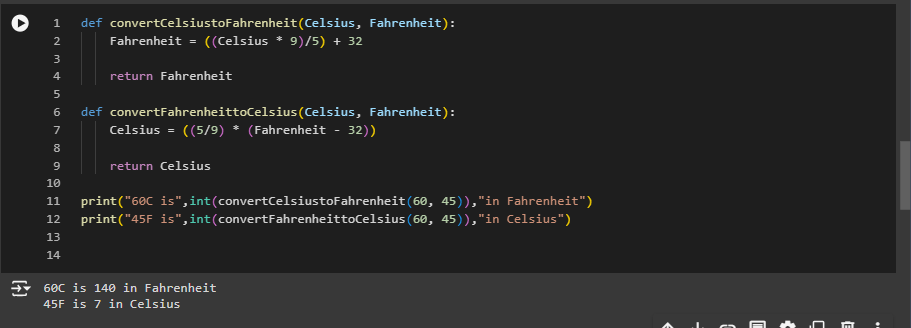 1 def convertCelsiustoFahrenheit(Celsius, Fahrenheit):
2     Fahrenheit = ((Celsius * 9)/5) + 32
3
4     return Fahrenheit
5
6 def convertFahrenheittoCelsius(Celsius, Fahrenheit):
7     Celsius = ((5/9) * (Fahrenheit - 32))
8
9     return Celsius
10
11 print("60C is",int(convertCelsiustoFahrenheit(60, 45)),"in Fahrenheit")
12 print("45F is",int(convertFahrenheittoCelsius(60, 45)),"in Celsius")
13
14
60C is 140 in Fahrenheit
45F is 7 in Celsius